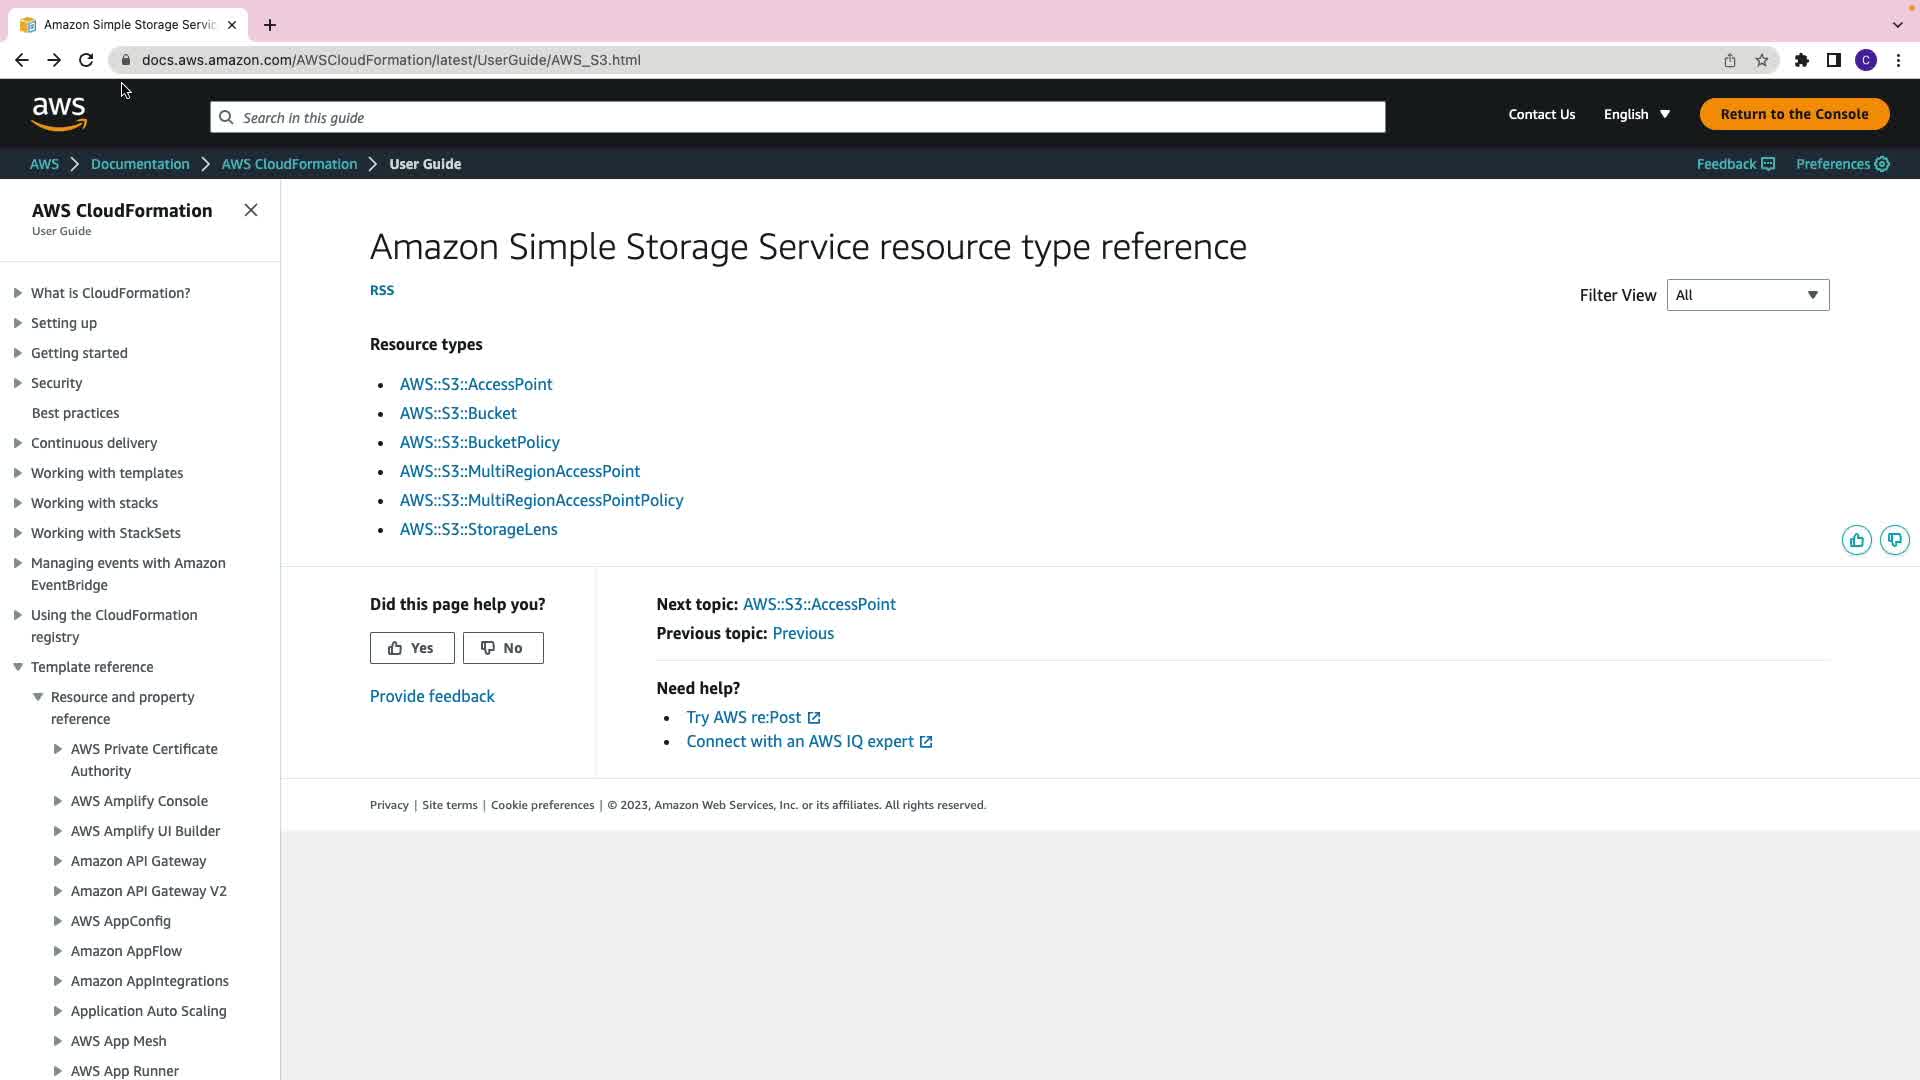 Amazon Simple Storage Servic
docs.aws.amazon.com/AWSCloudFormation/latest/UserGuide/AWS_S3.html
C
aws
Search in this guide
Contact Us
English
Return to the Console
AWS
Documentation
AWS CloudFormation
User Guide
Feedback
Preferences
AWS CloudFormation
User Guide
What is CloudFormation?
Setting up
Getting started
Security
Best practices
Continuous delivery
Working with templates
Working with stacks
Working with StackSets
Managing events with Amazon
EventBridge
Using the CloudFormation
registry
Template reference
Resource and property
reference
AWS Private Certificate
Authority
AWS Amplify Console
AWS Amplify UI Builder
Amazon API Gateway
Amazon API Gateway V2
AWS AppConfig
Amazon AppFlow
Amazon AppIntegrations
Application Auto Scaling
AWS App Mesh
AWS App Runner
Amazon Simple Storage Service resource type reference
RSS
Filter View
All
Resource types
AWS::S3::AccessPoint
AWS::S3::Bucket
AWS::S3::BucketPolicy
AWS::S3::MultiRegionAccessPoint
AWS::S3::MultiRegionAccessPointPolicy
AWS::S3::StorageLens
Did this page help you?
Yes
No
Provide feedback
Next topic: AWS::S3::AccessPoint
Previous topic: Previous
Need help?
Try AWS re:Post
Connect with an AWS IQ expert
Privacy | Site terms | Cookie preferences | © 2023, Amazon Web Services, Inc. or its affiliates. All rights reserved.